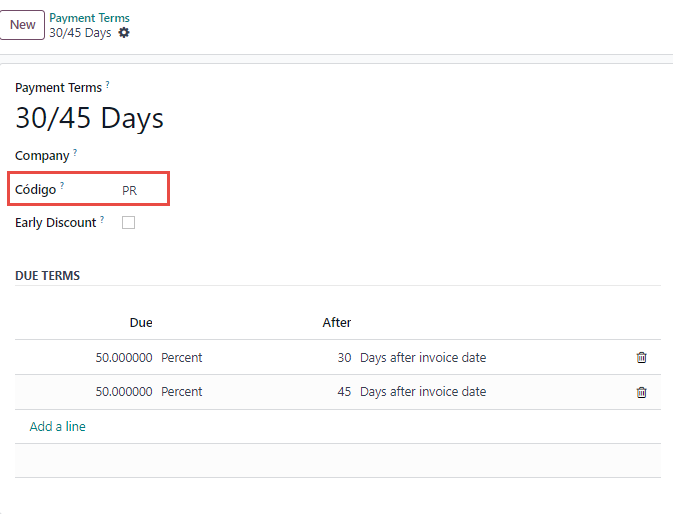 New
Payment Terms
30/45 Days
Payment Terms ?
30/45 Days
Company ?
Código ? PR
Early Discount ?
DUE TERMS
Due After
50.000000 Percent 30 Days after invoice date
50.000000 Percent 45 Days after invoice date
Add a line